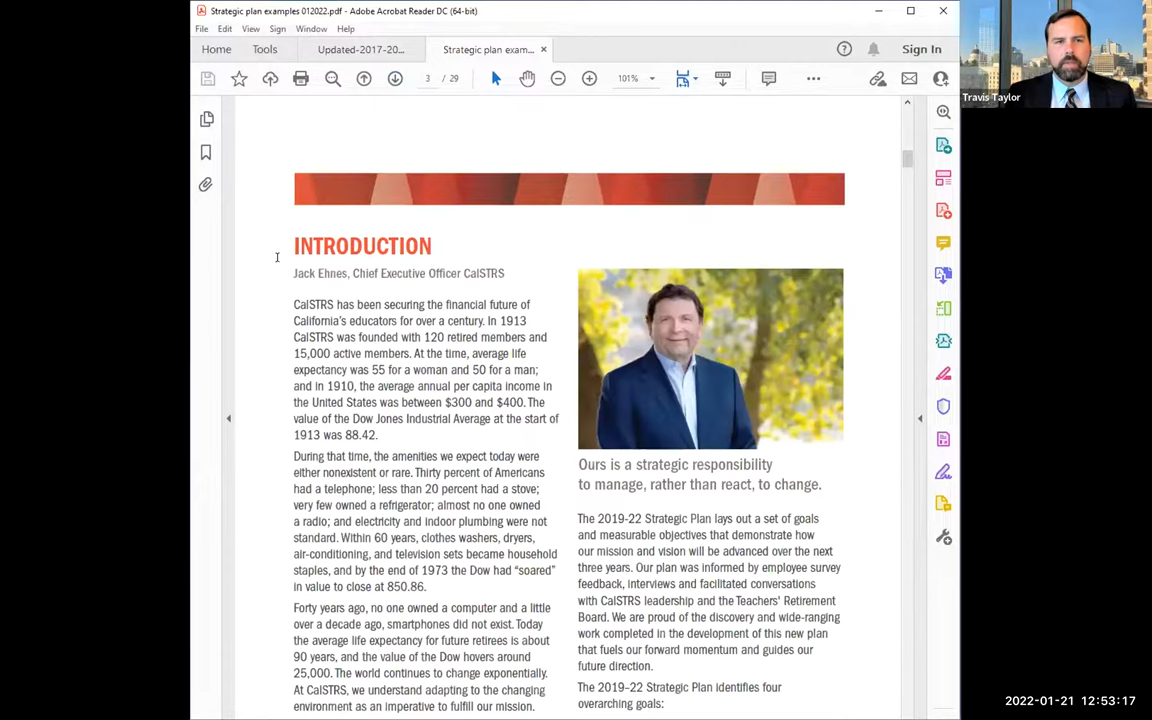 Strategic plan examples 012022.pdf - Adobe Acrobat Reader DC (64-bit)
File Edit View Sign Window Help
Home Tools Updated-2017-20... Strategic plan exam... ×
Sign In
3 / 29
101%
Travis Taylor
INTRODUCTION
Jack Ehnes, Chief Executive Officer CalSTRS
CalSTRS has been securing the financial future of
California's educators for over a century. In 1913
CalSTRS was founded with 120 retired members and
15,000 active members. At the time, average life
expectancy was 55 for a woman and 50 for a man;
and in 1910, the average annual per capita income in
the United States was between $300 and $400. The
value of the Dow Jones Industrial Average at the start of
1913 was 88.42.
During that time, the amenities we expect today were
either nonexistent or rare. Thirty percent of Americans
had a telephone; less than 20 percent had a stove;
very few owned a refrigerator; almost no one owned
a radio; and electricity and indoor plumbing were not
standard. Within 60 years, clothes washers, dryers,
air-conditioning, and television sets became household
staples, and by the end of 1973 the Dow had “soared”
in value to close at 850.86.
Forty years ago, no one owned a computer and a little
over a decade ago, smartphones did not exist. Today
the average life expectancy for future retirees is about
90 years, and the value of the Dow hovers around
25,000. The world continues to change exponentially.
At CalSTRS, we understand adapting to the changing
environment as an imperative to fulfill our mission.
Ours is a strategic responsibility
to manage, rather than react, to change.
The 2019-22 Strategic Plan lays out a set of goals
and measurable objectives that demonstrate how
our mission and vision will be advanced over the next
three years. Our plan was informed by employee survey
feedback, interviews and facilitated conversations
with CalSTRS leadership and the Teachers' Retirement
Board. We are proud of the discovery and wide-ranging
work completed in the development of this new plan
that fuels our forward momentum and guides our
future direction.
The 2019–22 Strategic Plan identifies four
overarching goals:
2022-01-21 12:53:17